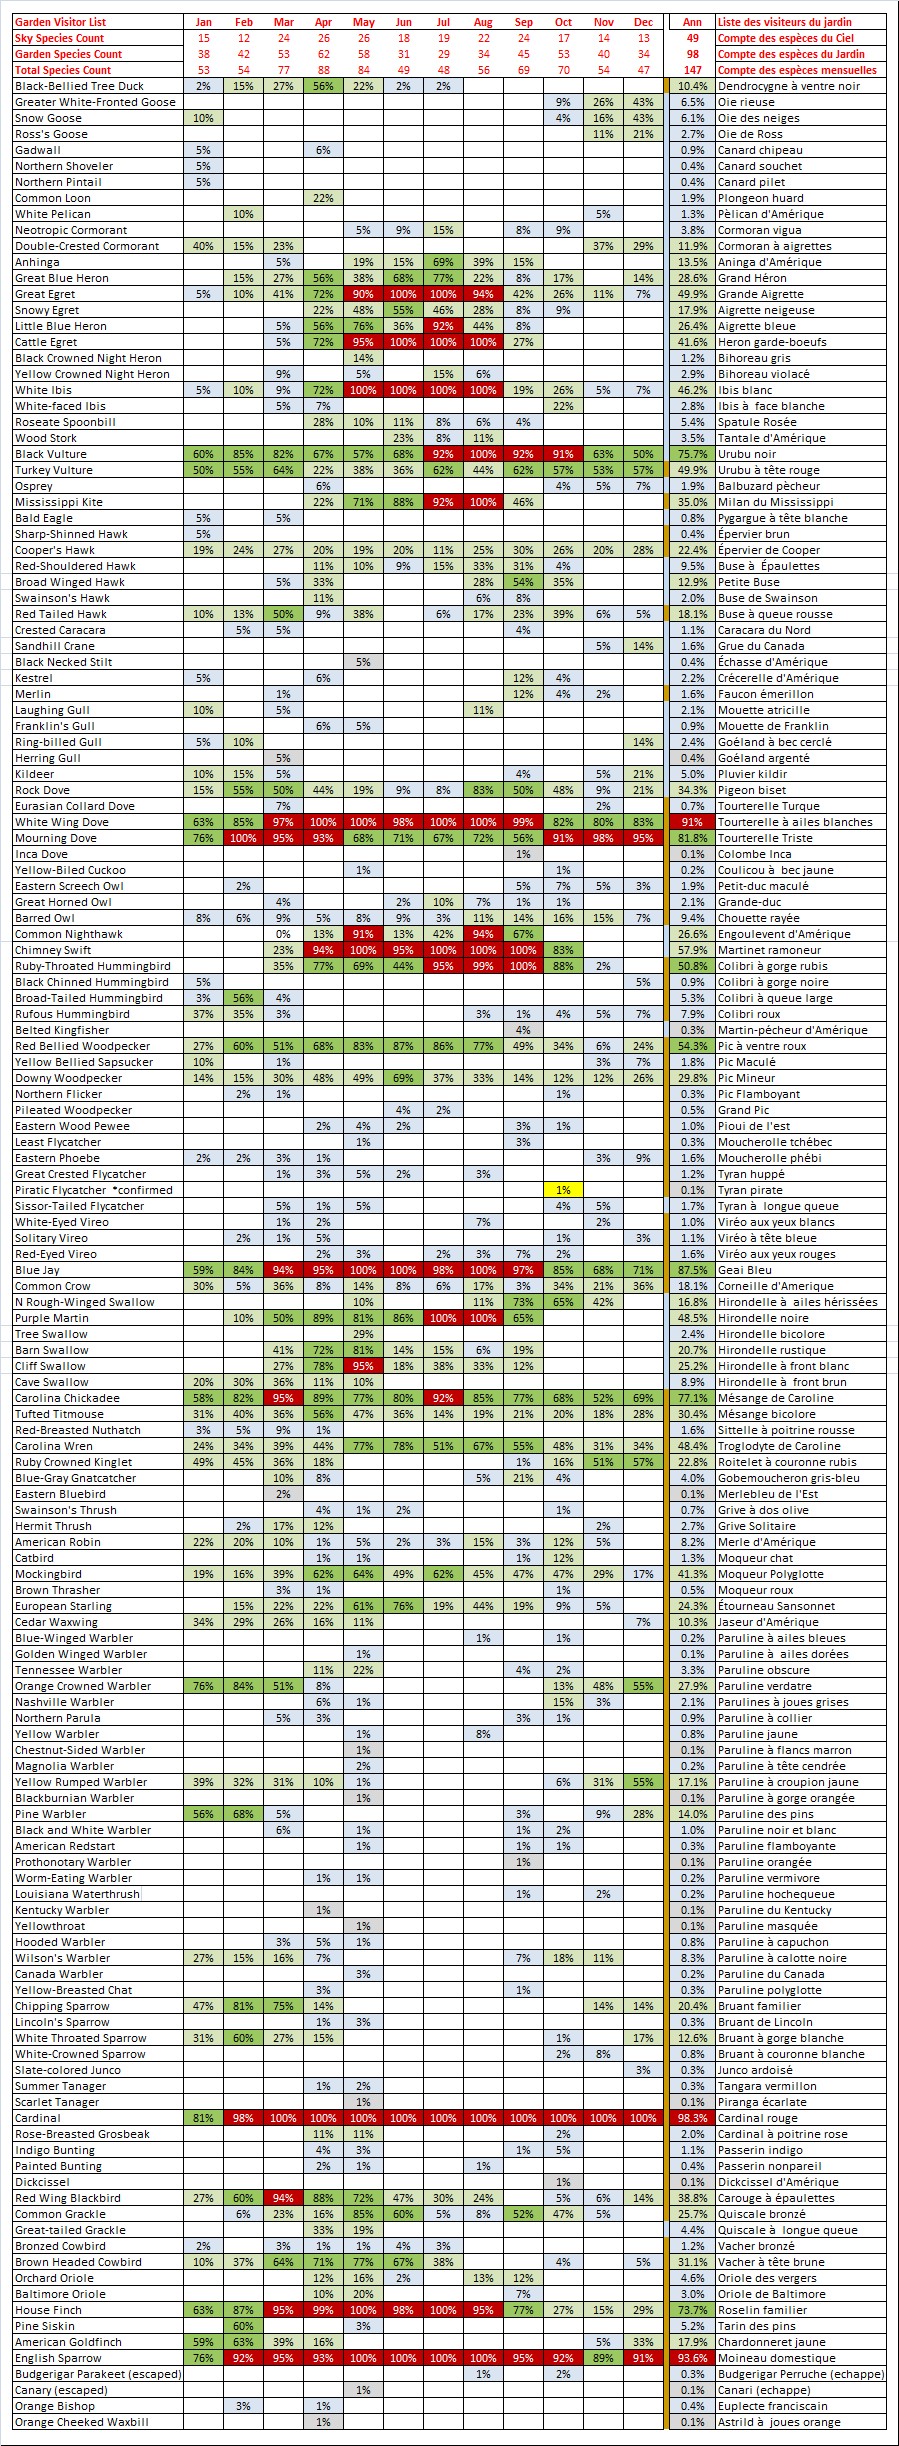 Garden Visitor List Jan Feb Mar Apr May Jun Jul Aug Sep Oct Nov Dec Ann Liste des visiteurs du jardin
Sky Species Count 15 12 24 26 26 18 19 22 24 17 14 13 49 Compte des espèces du Ciel
Garden Species Count 38 42 53 62 58 31 29 34 45 53 40 34 98 Compte des espèces du Jardin
Total Species Count 53 54 77 88 84 49 48 56 69 70 54 47 147 Compte des espèces mensuelles
Black-Bellied Tree Duck 2% 15% 27% 56% 22% 2% 2% 10.4% Dendrocygne à ventre noir
Greater White-Fronted Goose 9% 26% 43% 6.5% Oie rieuse
Snow Goose 10% 4% 16% 43% 6.1% Oie des neiges
Ross's Goose 11% 21% 2.7% Oie de Ross
Gadwall 5% 6% 0.9% Canard chipeau
Northern Shoveler 5% 0.4% Canard souchet
Northern Pintail 5% 0.4% Canard pilet
Common Loon 22% 1.9% Plongeon huard
White Pelican 10% 5% 1.3% Pèlican d'Amérique
Neotropic Cormorant 5% 9% 15% 8% 9% 3.8% Cormoran vigua
Double-Crested Cormorant 40% 15% 23% 37% 29% 11.9% Cormoran à aigrettes
Anhinga 5% 19% 15% 69% 39% 15% 13.5% Aninga d'Amérique
Great Blue Heron 15% 27% 56% 38% 68% 77% 22% 8% 17% 14% 28.6% Grand Héron
Great Egret 5% 10% 41% 72% 90% 100% 100% 94% 42% 26% 11% 7% 49.9% Grande Aigrette
Snowy Egret 22% 48% 55% 46% 28% 8% 9% 17.9% Aigrette neigeuse
Little Blue Heron 5% 56% 76% 36% 92% 44% 8% 26.4% Aigrette bleue
Cattle Egret 5% 72% 95% 100% 100% 100% 27% 41.6% Heron garde-boeufs
Black Crowned Night Heron 14% 1.2% Bihoreau gris
Yellow Crowned Night Heron 9% 5% 15% 6% 2.9% Bihoreau violacé
White Ibis 5% 10% 9% 72% 100% 100% 100% 100% 19% 26% 5% 7% 46.2% Ibis blanc
White-faced Ibis 5% 7% 22% 2.8% Ibis à face blanche
Roseate Spoonbill 28% 10% 11% 8% 6% 4% 5.4% Spatule Rosée
Wood Stork 23% 8% 11% 3.5% Tantale d'Amérique
Black Vulture 60% 85% 82% 67% 57% 68% 92% 100% 92% 91% 63% 50% 75.7% Urubu noir
Turkey Vulture 50% 55% 64% 22% 38% 36% 62% 44% 62% 57% 53% 57% 49.9% Urubu à tête rouge
Osprey 6% 4% 5% 7% 1.9% Balbuzard pècheur
Mississippi Kite 22% 71% 88% 92% 100% 46% 35.0% Milan du Mississippi
Bald Eagle 5% 5% 0.8% Pygargue à tête blanche
Sharp-Shinned Hawk 5% 0.4% Épervier brun
Cooper's Hawk 19% 24% 27% 20% 19% 20% 11% 25% 30% 26% 20% 28% 22.4% Épervier de Cooper
Red-Shouldered Hawk 11% 10% 9% 15% 33% 31% 4% 9.5% Buse à Épaulettes
Broad Winged Hawk 5% 33% 28% 54% 35% 12.9% Petite Buse
Swainson's Hawk 11% 6% 8% 2.0% Buse de Swainson
Red Tailed Hawk 10% 13% 50% 9% 38% 6% 17% 23% 39% 6% 5% 18.1% Buse à queue rousse
Crested Caracara 5% 5% 4% 1.1% Caracara du Nord
Sandhill Crane 5% 14% 1.6% Grue du Canada
Black Necked Stilt 5% 0.4% Échasse d'Amérique
Kestrel 5% 6% 12% 4% 2.2% Crécerelle d'Amérique
Merlin 1% 12% 4% 2% 1.6% Faucon émerillon
Laughing Gull 10% 5% 11% 2.1% Mouette atricille
Franklin's Gull 6% 5% 0.9% Mouette de Franklin
Ring-billed Gull 5% 10% 14% 2.4% Goéland à bec cerclé
Herring Gull 5% 0.4% Goéland argenté
Kildeer 10% 15% 5% 4% 5% 21% 5.0% Pluvier kildir
Rock Dove 15% 55% 50% 44% 19% 9% 8% 83% 50% 48% 9% 21% 34.3% Pigeon biset
Eurasian Collard Dove 7% 2% 0.7% Tourterelle Turque
White Wing Dove 63% 85% 97% 100% 100% 98% 100% 100% 99% 82% 80% 83% 91% Tourterelle à ailes blanches
Mourning Dove 76% 100% 95% 93% 68% 71% 67% 72% 56% 91% 98% 95% 81.8% Tourterelle Triste
Inca Dove 1% 0.1% Colombe Inca
Yellow-Biled Cuckoo 1% 1% 0.2% Coulicou à bec jaune
Eastern Screech Owl 2% 5% 7% 5% 3% 1.9% Petit-duc maculé
Great Horned Owl 4% 2% 10% 7% 1% 1% 2.1% Grande-duc
Barred Owl 8% 6% 9% 5% 8% 9% 3% 11% 14% 16% 15% 7% 9.4% Chouette rayée
Common Nighthawk 0% 13% 91% 13% 42% 94% 67% 26.6% Engoulevent d'Amérique
Chimney Swift 23% 94% 100% 95% 100% 100% 100% 83% 57.9% Martinet ramoneur
Ruby-Throated Hummingbird 35% 77% 69% 44% 95% 99% 100% 88% 2% 50.8% Colibri à gorge rubis
Black Chinned Hummingbird 5% 5% 0.9% Colibri à gorge noire
Broad-Tailed Hummingbird 3% 56% 4% 5.3% Colibri à queue large
Rufous Hummingbird 37% 35% 3% 3% 1% 4% 5% 7% 7.9% Colibri roux
Belted Kingfisher 4% 0.3% Martin-pécheur d'Amérique
Red Bellied Woodpecker 27% 60% 51% 68% 83% 87% 86% 77% 49% 34% 6% 24% 54.3% Pic à ventre roux
Yellow Bellied Sapsucker 10% 1% 3% 7% 1.8% Pic Maculé
Downy Woodpecker 14% 15% 30% 48% 49% 69% 37% 33% 14% 12% 12% 26% 29.8% Pic Mineur
Northern Flicker 2% 1% 1% 0.3% Pic Flamboyant
Pileated Woodpecker 4% 2% 0.5% Grand Pic
Eastern Wood Pewee 2% 4% 2% 3% 1% 1.0% Pioui de l'est
Least Flycatcher 1% 3% 0.3% Moucherolle tchébec
Eastern Phoebe 2% 2% 3% 1% 3% 9% 1.6% Moucherolle phébi
Great Crested Flycatcher 1% 3% 5% 2% 3% 1.2% Tyran huppé
Piratic Flycatcher *confirmed 1% 0.1% Tyran pirate
Sissor-Tailed Flycatcher 5% 1% 5% 4% 5% 1.7% Tyran à longue queue
White-Eyed Vireo 1% 2% 7% 2% 1.0% Viréo aux yeux blancs
Solitary Vireo 2% 1% 5% 1% 3% 1.1% Viréo à tête bleue
Red-Eyed Vireo 2% 3% 2% 3% 7% 2% 1.6% Viréo aux yeux rouges
Blue Jay 59% 84% 94% 95% 100% 100% 98% 100% 97% 85% 68% 71% 87.5% Geai Bleu
Common Crow 30% 5% 36% 8% 14% 8% 6% 17% 3% 34% 21% 36% 18.1% Corneille d'Amerique
N Rough-Winged Swallow 10% 11% 73% 65% 42% 16.8% Hirondelle à ailes hérissées
Purple Martin 10% 50% 89% 81% 86% 100% 100% 65% 48.5% Hirondelle noire
Tree Swallow 29% 2.4% Hirondelle bicolore
Barn Swallow 41% 72% 81% 14% 15% 6% 19% 20.7% Hirondelle rustique
Cliff Swallow 27% 78% 95% 18% 38% 33% 12% 25.2% Hirondelle à front blanc
Cave Swallow 20% 30% 36% 11% 10% 8.9% Hirondelle à front brun
Carolina Chickadee 58% 82% 95% 89% 77% 80% 92% 85% 77% 68% 52% 69% 77.1% Mésange de Caroline
Tufted Titmouse 31% 40% 36% 56% 47% 36% 14% 19% 21% 20% 18% 28% 30.4% Mésange bicolore
Red-Breasted Nuthatch 3% 5% 9% 1% 1.6% Sittelle à poitrine rousse
Carolina Wren 24% 34% 39% 44% 77% 78% 51% 67% 55% 48% 31% 34% 48.4% Troglodyte de Caroline
Ruby Crowned Kinglet 49% 45% 36% 18% 1% 16% 51% 57% 22.8% Roitelet à couronne rubis
Blue-Gray Gnatcatcher 10% 8% 5% 21% 4% 4.0% Gobemoucheron gris-bleu
Eastern Bluebird 2% 0.1% Merlebleu de l'Est
Swainson's Thrush 4% 1% 2% 1% 0.7% Grive à dos olive
Hermit Thrush 2% 17% 12% 2% 2.7% Grive Solitaire
American Robin 22% 20% 10% 1% 5% 2% 3% 15% 3% 12% 5% 8.2% Merle d'Amérique
Catbird 1% 1% 1% 12% 1.3% Moqueur chat
Mockingbird 19% 16% 39% 62% 64% 49% 62% 45% 47% 47% 29% 17% 41.3% Moqueur Polyglotte
Brown Thrasher 3% 1% 1% 0.5% Moqueur roux
European Starling 15% 22% 22% 61% 76% 19% 44% 19% 9% 5% 24.3% Étourneau Sansonnet
Cedar Waxwing 34% 29% 26% 16% 11% 7% 10.3% Jaseur d'Amérique
Blue-Winged Warbler 1% 1% 0.2% Paruline à ailes bleues
Golden Winged Warbler 1% 0.1% Paruline à ailes dorées
Tennessee Warbler 11% 22% 4% 2% 3.3% Paruline obscure
Orange Crowned Warbler 76% 84% 51% 8% 13% 48% 55% 27.9% Paruline verdatre
Nashville Warbler 6% 1% 15% 3% 2.1% Parulines à joues grises
Northern Parula 5% 3% 3% 1% 0.9% Paruline à collier
Yellow Warbler 1% 8% 0.8% Paruline jaune
Chestnut-Sided Warbler 1% 0.1% Paruline à flancs marron
Magnolia Warbler 2% 0.2% Paruline à tête cendrée
Yellow Rumped Warbler 39% 32% 31% 10% 1% 6% 31% 55% 17.1% Paruline à croupion jaune
Blackburnian Warbler 1% 0.1% Paruline à gorge orangée
Pine Warbler 56% 68% 5% 3% 9% 28% 14.0% Paruline des pins
Black and White Warbler 6% 1% 1% 2% 1.0% Paruline noir et blanc
American Redstart 1% 1% 1% 0.3% Paruline flamboyante
Prothonotary Warbler 1% 0.1% Paruline orangée
Worm-Eating Warbler 1% 1% 0.2% Paruline vermivore
Louisiana Waterthrush 1% 2% 0.2% Paruline hochequeue
Kentucky Warbler 1% 0.1% Paruline du Kentucky
Yellowthroat 1% 0.1% Paruline masquée
Hooded Warbler 3% 5% 1% 0.8% Paruline à capuchon
Wilson's Warbler 27% 15% 16% 7% 7% 18% 11% 8.3% Paruline à calotte noire
Canada Warbler 3% 0.2% Paruline du Canada
Yellow-Breasted Chat 3% 1% 0.3% Paruline polyglotte
Chipping Sparrow 47% 81% 75% 14% 14% 14% 20.4% Bruant familier
Lincoln's Sparrow 1% 3% 0.3% Bruant de Lincoln
White Throated Sparrow 31% 60% 27% 15% 1% 17% 12.6% Bruant à gorge blanche
White-Crowned Sparrow 2% 8% 0.8% Bruant à couronne blanche
Slate-colored Junco 3% 0.3% Junco ardoisé
Summer Tanager 1% 2% 0.3% Tangara vermillon
Scarlet Tanager 1% 0.1% Piranga écarlate
Cardinal 81% 98% 100% 100% 100% 100% 100% 100% 100% 100% 100% 100% 98.3% Cardinal rouge
Rose-Breasted Grosbeak 11% 11% 2% 2.0% Cardinal à poitrine rose
Indigo Bunting 4% 3% 1% 5% 1.1% Passerin indigo
Painted Bunting 2% 1% 1% 0.4% Passerin nonpareil
Dickcissel 1% 0.1% Dickcissel d'Amérique
Red Wing Blackbird 27% 60% 94% 88% 72% 47% 30% 24% 5% 6% 14% 38.8% Carouge à épaulettes
Common Grackle 6% 23% 16% 85% 60% 5% 8% 52% 47% 5% 25.7% Quiscale bronzé
Great-tailed Grackle 33% 19% 4.4% Quiscale à longue queue
Bronzed Cowbird 2% 3% 1% 1% 4% 3% 1.2% Vacher bronzé
Brown Headed Cowbird 10% 37% 64% 71% 77% 67% 38% 4% 5% 31.1% Vacher à tête brune
Orchard Oriole 12% 16% 2% 13% 12% 4.6% Oriole des vergers
Baltimore Oriole 10% 20% 7% 3.0% Oriole de Baltimore
House Finch 63% 87% 95% 99% 100% 98% 100% 95% 77% 27% 15% 29% 73.7% Roselin familier
Pine Siskin 60% 3% 5.2% Tarin des pins
American Goldfinch 59% 63% 39% 16% 5% 33% 17.9% Chardonneret jaune
English Sparrow 76% 92% 95% 93% 100% 100% 100% 100% 95% 92% 89% 91% 93.6% Moineau domestique
Budgerigar Parakeet (escaped) 1% 2% 0.3% Budgerigar Perruche (echappe)
Canary (escaped) 1% 0.1% Canari (echappe)
Orange Bishop 3% 1% 0.4% Euplecte franciscain
Orange Cheeked Waxbill 1% 0.1% Astrild à joues orange